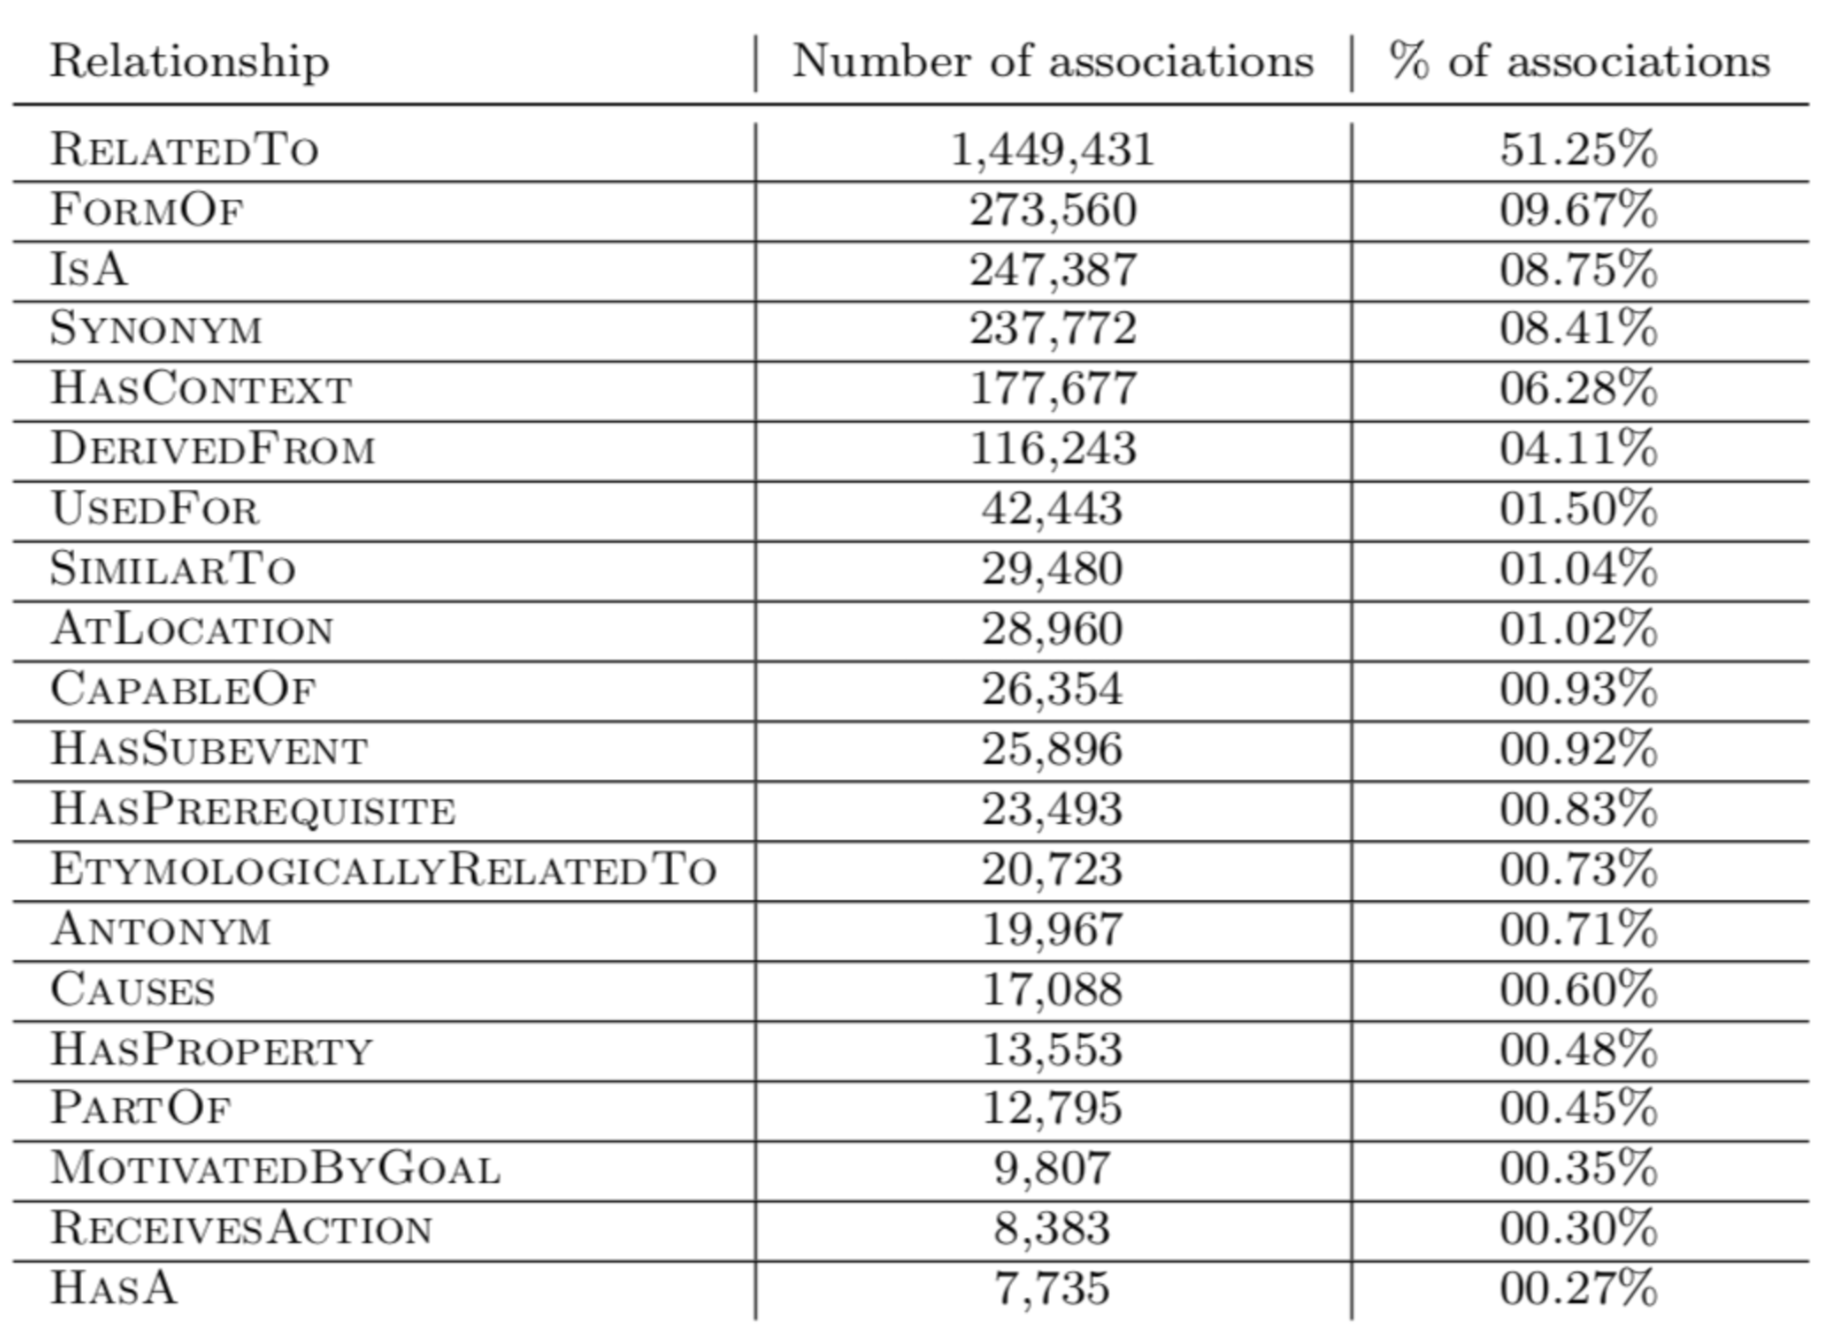 Relationship Number of associations % of associations
RELATEDTO 1,449,431 51.25%
FORMOF 273,560 09.67%
ISA 247,387 08.75%
SYNONYM 237,772 08.41%
HASCONTEXT 177,677 06.28%
DERIVEDFROM 116,243 04.11%
USEDFOR 42,443 01.50%
SIMILARTO 29,480 01.04%
ATLOCATION 28,960 01.02%
CAPABLEOF 26,354 00.93%
HASSUBEVENT 25,896 00.92%
HASPREREQUISITE 23,493 00.83%
ETYMOLOGICALLYRELATEDTO 20,723 00.73%
ANTONYM 19,967 00.71%
CAUSES 17,088 00.60%
HASPROPERTY 13,553 00.48%
PARTOF 12,795 00.45%
MOTIVATEDBYGOAL 9,807 00.35%
RECEIVESACTION 8,383 00.30%
HASA 7,735 00.27%